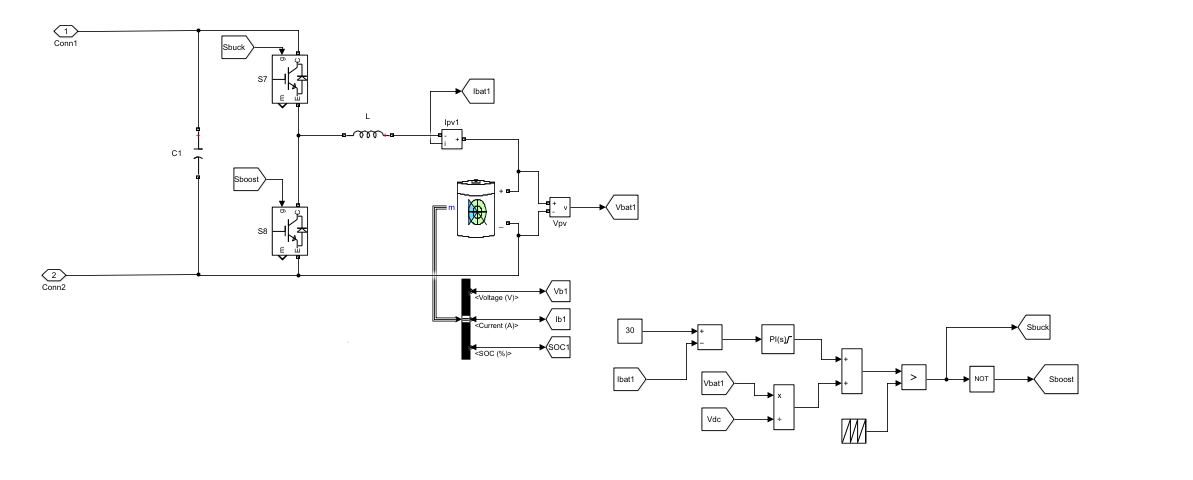 1
Conn1
Sbuck
g
C
S7
m
E
L
Ibat1
Ipv1
-
+
i
C1
Sboost
g
C
S8
m
E
+
m
_
+
-
v
Vpv
Vbat1
2
Conn2
<Voltage (V)>
Vb1
<Current (A)>
Ib1
<SOC (%)>
SOC1
30
+
−
PI(s)
Ibat1
Vbat1
Vdc
x
÷
+
+
>
Sbuck
NOT
Sboost